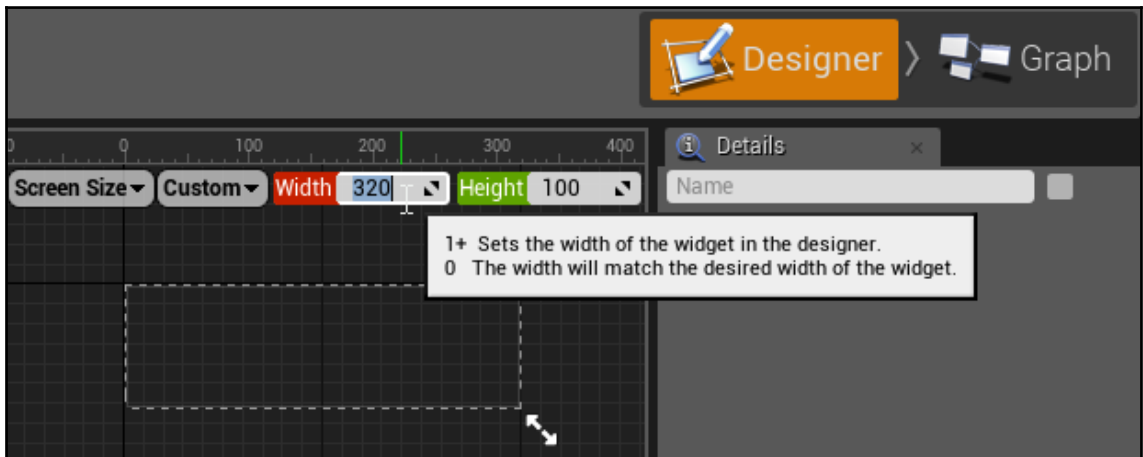 Designer Graph
0 100 200 300 400
Details
Screen Size Custom Width 320 Height 100
Name
1+ Sets the width of the widget in the designer.
0 The width will match the desired width of the widget.